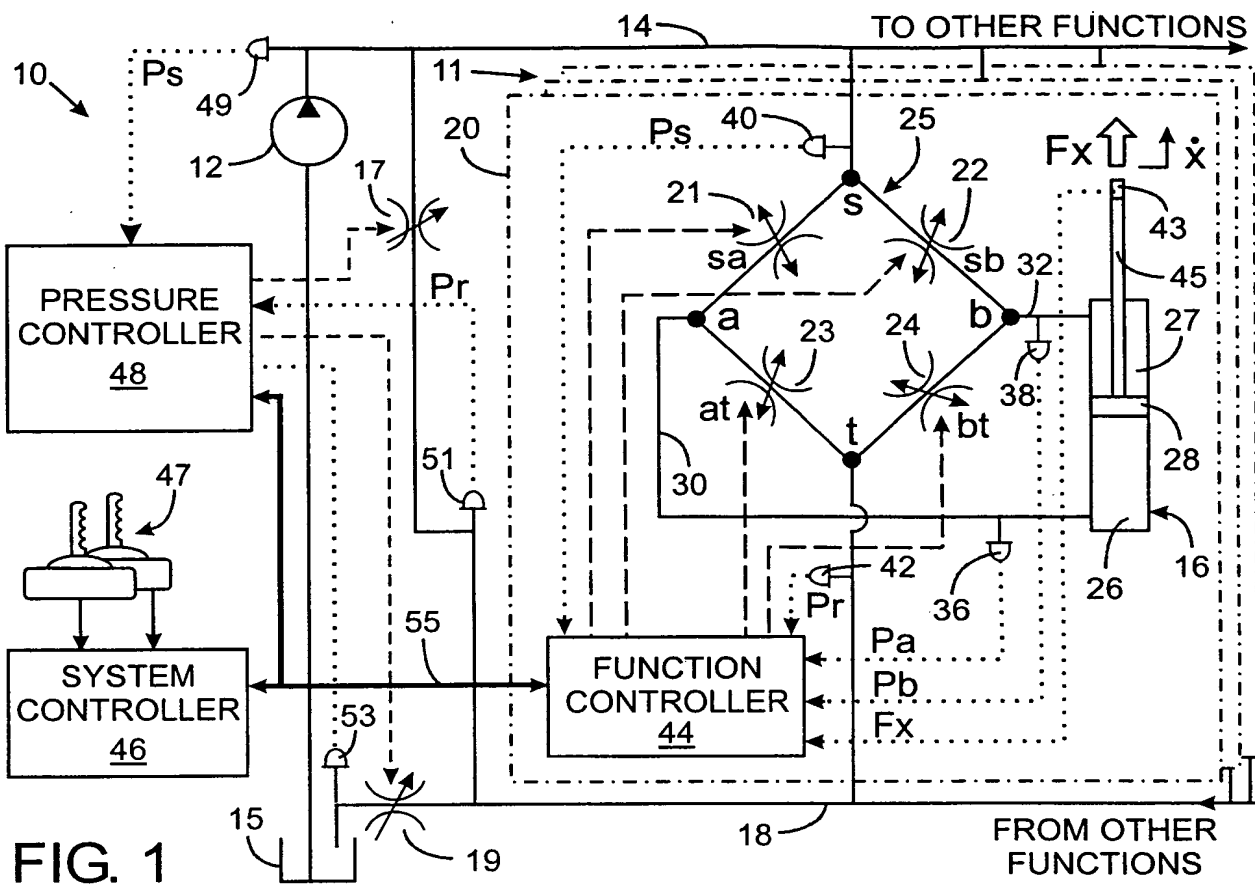 TO OTHER FUNCTIONS
14
10
Ps
49
11
12
20
40
Ps
25
Fx
ẋ
17
21
22
s
43
sa
sb
32
45
PRESSURE
CONTROLLER
48
Pr
a
b
27
23
24
38
at
t
bt
28
47
51
30
26
16
36
42
Pr
55
SYSTEM
CONTROLLER
46
FUNCTION
CONTROLLER
44
Pa
Pb
Fx
53
15
19
18
FROM OTHER
FUNCTIONS
FIG. 1